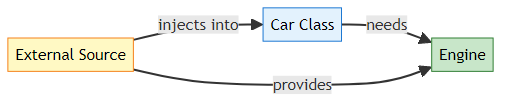 injects into
Car Class
needs
External Source
Engine
provides